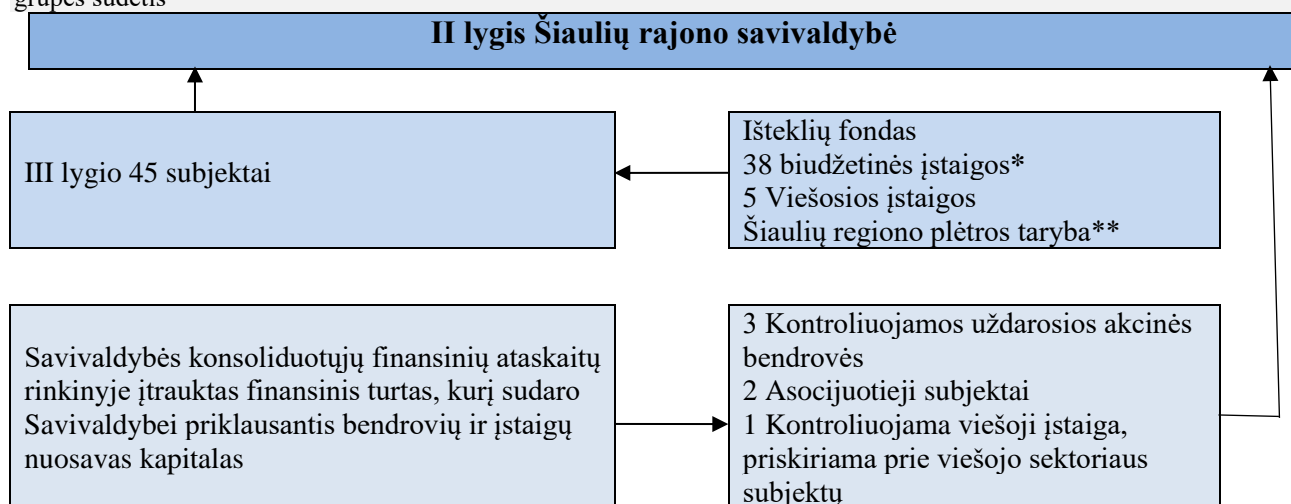 grupės sudėtis
II lygis Šiaulių rajono savivaldybė
III lygio 45 subjektai
Išteklių fondas
38 biudžetinės įstaigos*
5 Viešosios įstaigos
Šiaulių regiono plėtros taryba**
Savivaldybės konsoliduotųjų finansinių ataskaitų
rinkinyje įtrauktas finansinis turtas, kurį sudaro
Savivaldybei priklausantis bendrovių ir įstaigų
nuosavas kapitalas
3 Kontroliuojamos uždarosios akcinės
bendrovės
2 Asocijuotieji subjektai
1 Kontroliuojama viešoji įstaiga,
priskiriama prie viešojo sektoriaus
subjektų